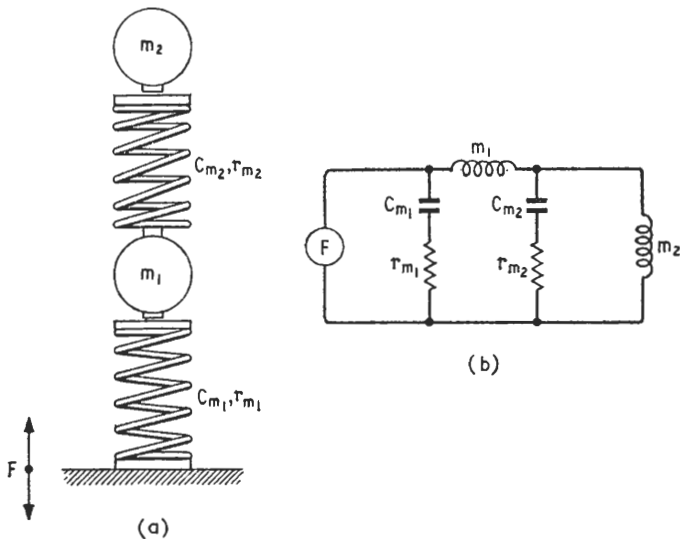 m₂
Cm₂, rm₂
m₁
Cm₁, rm₁
F
(a)
m₁
Cm₁
Cm₂
F
rm₁
rm₂
m₂
(b)